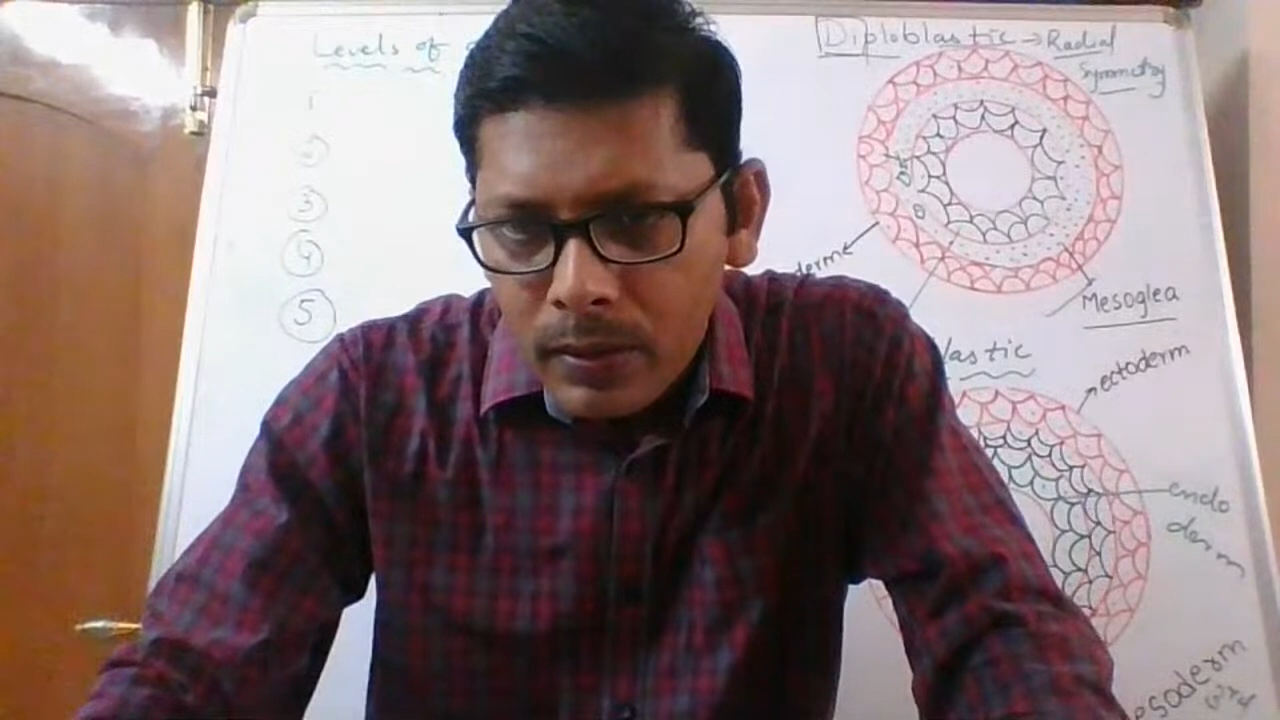 Levels of
1
2
3
4
5
Diploblastic → Radial
Symmetry
derm
Mesoglea
lastic
ectoderm
endo
derm
esoderm